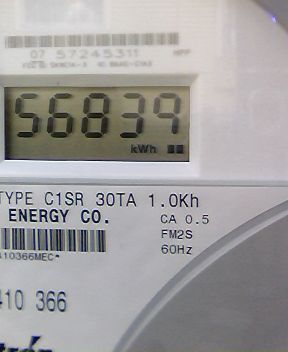 07 57245311
56839
kWh
TYPE C1SR 30TA 1.0Kh
ENERGY CO.
CA 0.5
FM2S
60Hz
410366MEC*
410 366